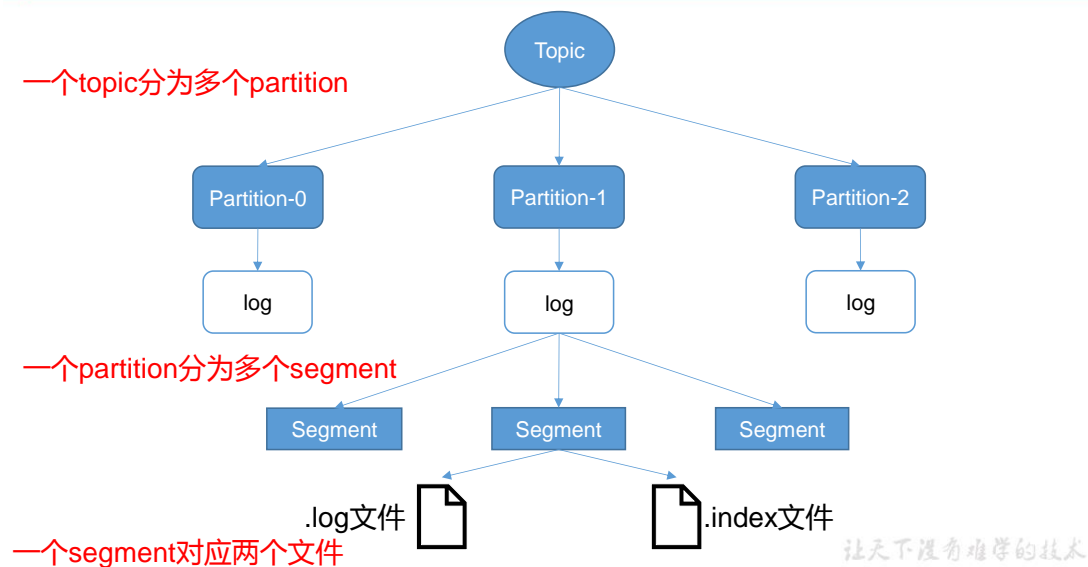 Topic
一个topic分为多个partition
Partition-0
Partition-1
Partition-2
log
log
log
一个partition分为多个segment
Segment
Segment
Segment
.log文件
.index文件
一个segment对应两个文件
让天下没有难学的技术